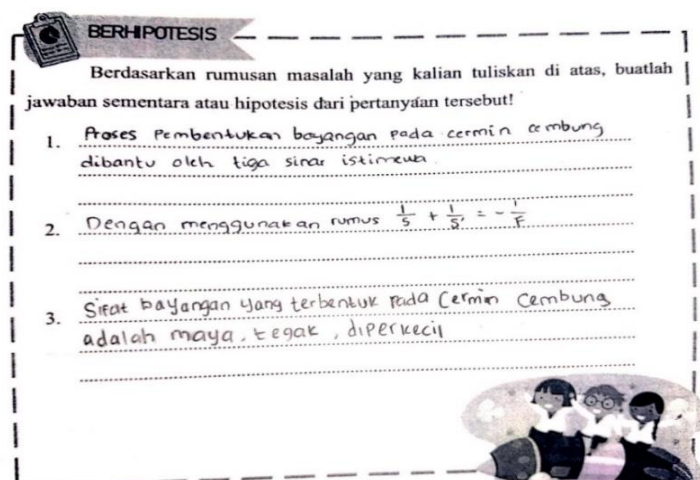 BERHIPOTESIS
Berdasarkan rumusan masalah yang kalian tuliskan di atas, buatlah
jawaban sementara atau hipotesis dari pertanyaan tersebut!
1. Proses Pembentukan bayangan pada cermin cembung
dibantu oleh tiga sinar istimewa
2. Dengan menggunakan rumus 1/S + 1/S' = - 1/F
3. Sifat bayangan yang terbentuk pada Cermin Cembung
adalah maya, tegak, diperkecil